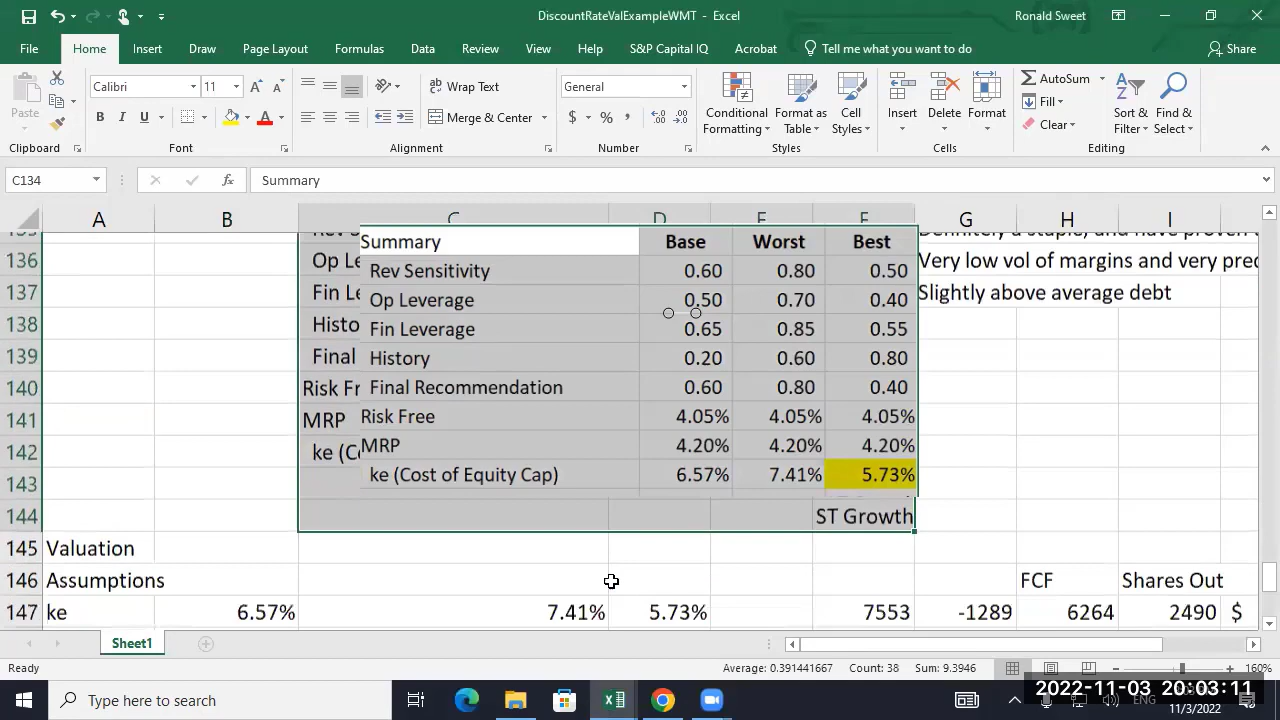 DiscountRateValExampleWMT - Excel
Ronald Sweet
File Home Insert Draw Page Layout Formulas Data Review View Help S&P Capital IQ Acrobat Tell me what you want to do Share
Paste
Calibri 11
Wrap Text
General
Merge & Center
Conditional Formatting
Format as Table
Cell Styles
Insert Delete Format
AutoSum
Fill
Clear
Sort & Filter
Find & Select
Clipboard Font Alignment Number Styles Cells Editing
C134 fx Summary
A B C D E F G H I
Summary Base Worst Best
136 Op Le Rev Sensitivity 0.60 0.80 0.50 Very low vol of margins and very
137 Fin Le Op Leverage 0.50 0.70 0.40 Slightly above average debt
138 Histo Fin Leverage 0.65 0.85 0.55
139 Final History 0.20 0.60 0.80
140 Risk Fr Final Recommendation 0.60 0.80 0.40
141 MRP Risk Free 4.05% 4.05% 4.05%
MRP 4.20% 4.20% 4.20%
142 ke (Co ke (Cost of Equity Cap) 6.57% 7.41% 5.73%
143
144 ST Growth
145 Valuation
146 Assumptions FCF Shares Out
147 ke 6.57% 7.41% 5.73% 7553 -1289 6264 2490 $
Sheet1
Ready Average: 0.391441667 Count: 38 Sum: 9.3946 160%
Type here to search
ENG
2022-11-03 20:03:11
11/3/2022